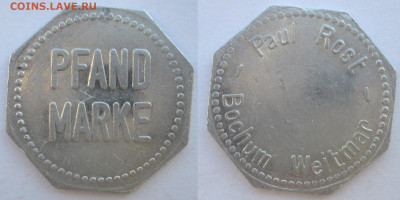 COINS.LAVE.RU
PFAND
MARKE
Paul Rost
Bochum Weitmar